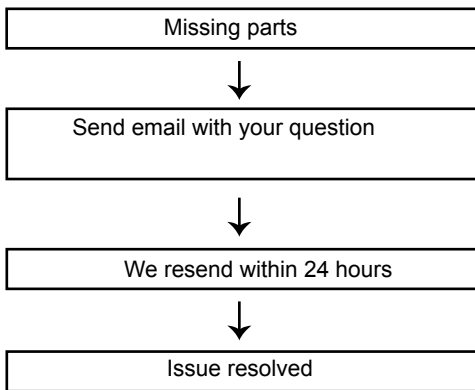 Missing parts
Send email with your question
We resend within 24 hours
Issue resolved